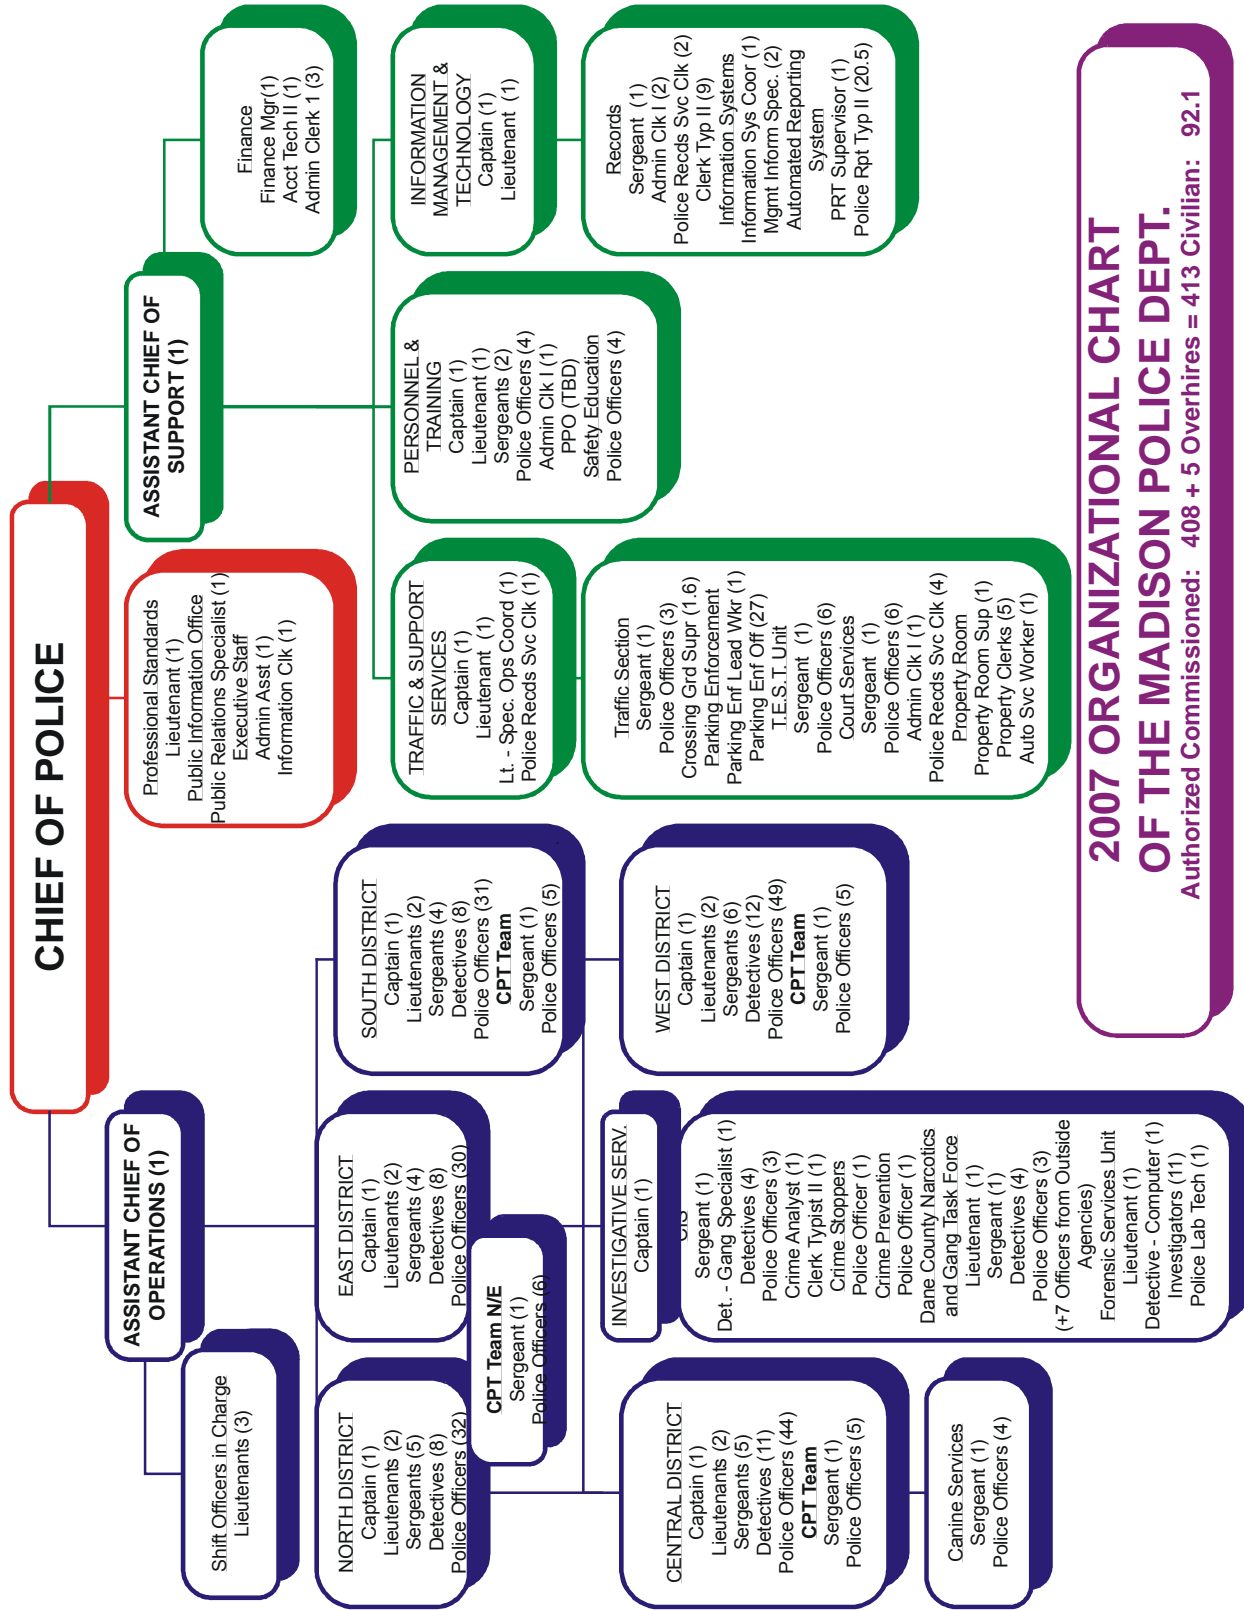 CHIEF OF POLICE
ASSISTANT CHIEF OF
OPERATIONS (1)
Shift Officers in Charge
Lieutenants (3)
NORTH DISTRICT
Captain (1)
Lieutenants (2)
Sergeants (5)
Detectives (8)
Police Officers (32)
EAST DISTRICT
Captain (1)
Lieutenants (2)
Sergeants (4)
Detectives (8)
Police Officers (30)
CPT Team N/E
Sergeant (1)
Police Officers (6)
SOUTH DISTRICT
Captain (1)
Lieutenants (2)
Sergeants (4)
Detectives (8)
Police Officers (31)
CPT Team
Sergeant (1)
Police Officers (5)
CENTRAL DISTRICT
Captain (1)
Lieutenants (2)
Sergeants (5)
Detectives (11)
Police Officers (44)
CPT Team
Sergeant (1)
Police Officers (5)
Canine Services
Sergeant (1)
Police Officers (4)
INVESTIGATIVE SERV.
Captain (1)
Sergeant (1)
Det. - Gang Specialist (1)
Detectives (4)
Police Officers (3)
Crime Analyst (1)
Clerk Typist II (1)
Crime Stoppers
Police Officer (1)
Crime Prevention
Police Officer (1)
Dane County Narcotics
and Gang Task Force
Lieutenant (1)
Sergeant (1)
Detectives (4)
Police Officers (3)
(+7 Officers from Outside
Agencies)
Forensic Services Unit
Lieutenant (1)
Detective - Computer (1)
Investigators (11)
Police Lab Tech (1)
WEST DISTRICT
Captain (1)
Lieutenants (2)
Sergeants (6)
Detectives (12)
Police Officers (49)
CPT Team
Sergeant (1)
Police Officers (5)
Professional Standards
Lieutenant (1)
Public Information Office
Public Relations Specialist (1)
Executive Staff
Admin Asst (1)
Information Clk (1)
ASSISTANT CHIEF OF
SUPPORT (1)
Finance
Finance Mgr(1)
Acct Tech II (1)
Admin Clerk 1 (3)
TRAFFIC & SUPPORT
SERVICES
Captain (1)
Lieutenant (1)
Lt. - Spec. Ops Coord (1)
Police Recds Svc Clk (1)
Traffic Section
Sergeant (1)
Police Officers (3)
Crossing Grd Supr (1.6)
Parking Enforcement
Parking Enf Lead Wkr (1)
Parking Enf Off (27)
T.E.S.T. Unit
Sergeant (1)
Police Officers (6)
Court Services
Sergeant (1)
Police Officers (6)
Admin Clk I (1)
Police Recds Svc Clk (4)
Property Room
Property Room Sup (1)
Property Clerks (5)
Auto Svc Worker (1)
PERSONNEL &
TRAINING
Captain (1)
Lieutenant (1)
Sergeants (2)
Police Officers (4)
Admin Clk I (1)
PPO (TBD)
Safety Education
Police Officers (4)
INFORMATION
MANAGEMENT &
TECHNOLOGY
Captain (1)
Lieutenant (1)
Records
Sergeant (1)
Admin Clk I (2)
Police Recds Svc Clk (2)
Clerk Typ II (9)
Information Systems
Information Sys Coor (1)
Mgmt Inform Spec. (2)
Automated Reporting
System
PRT Supervisor (1)
Police Rpt Typ II (20.5)
2007 ORGANIZATIONAL CHART
OF THE MADISON POLICE DEPT.
Authorized Commissioned: 408 + 5 Overhires = 413 Civilian: 92.1